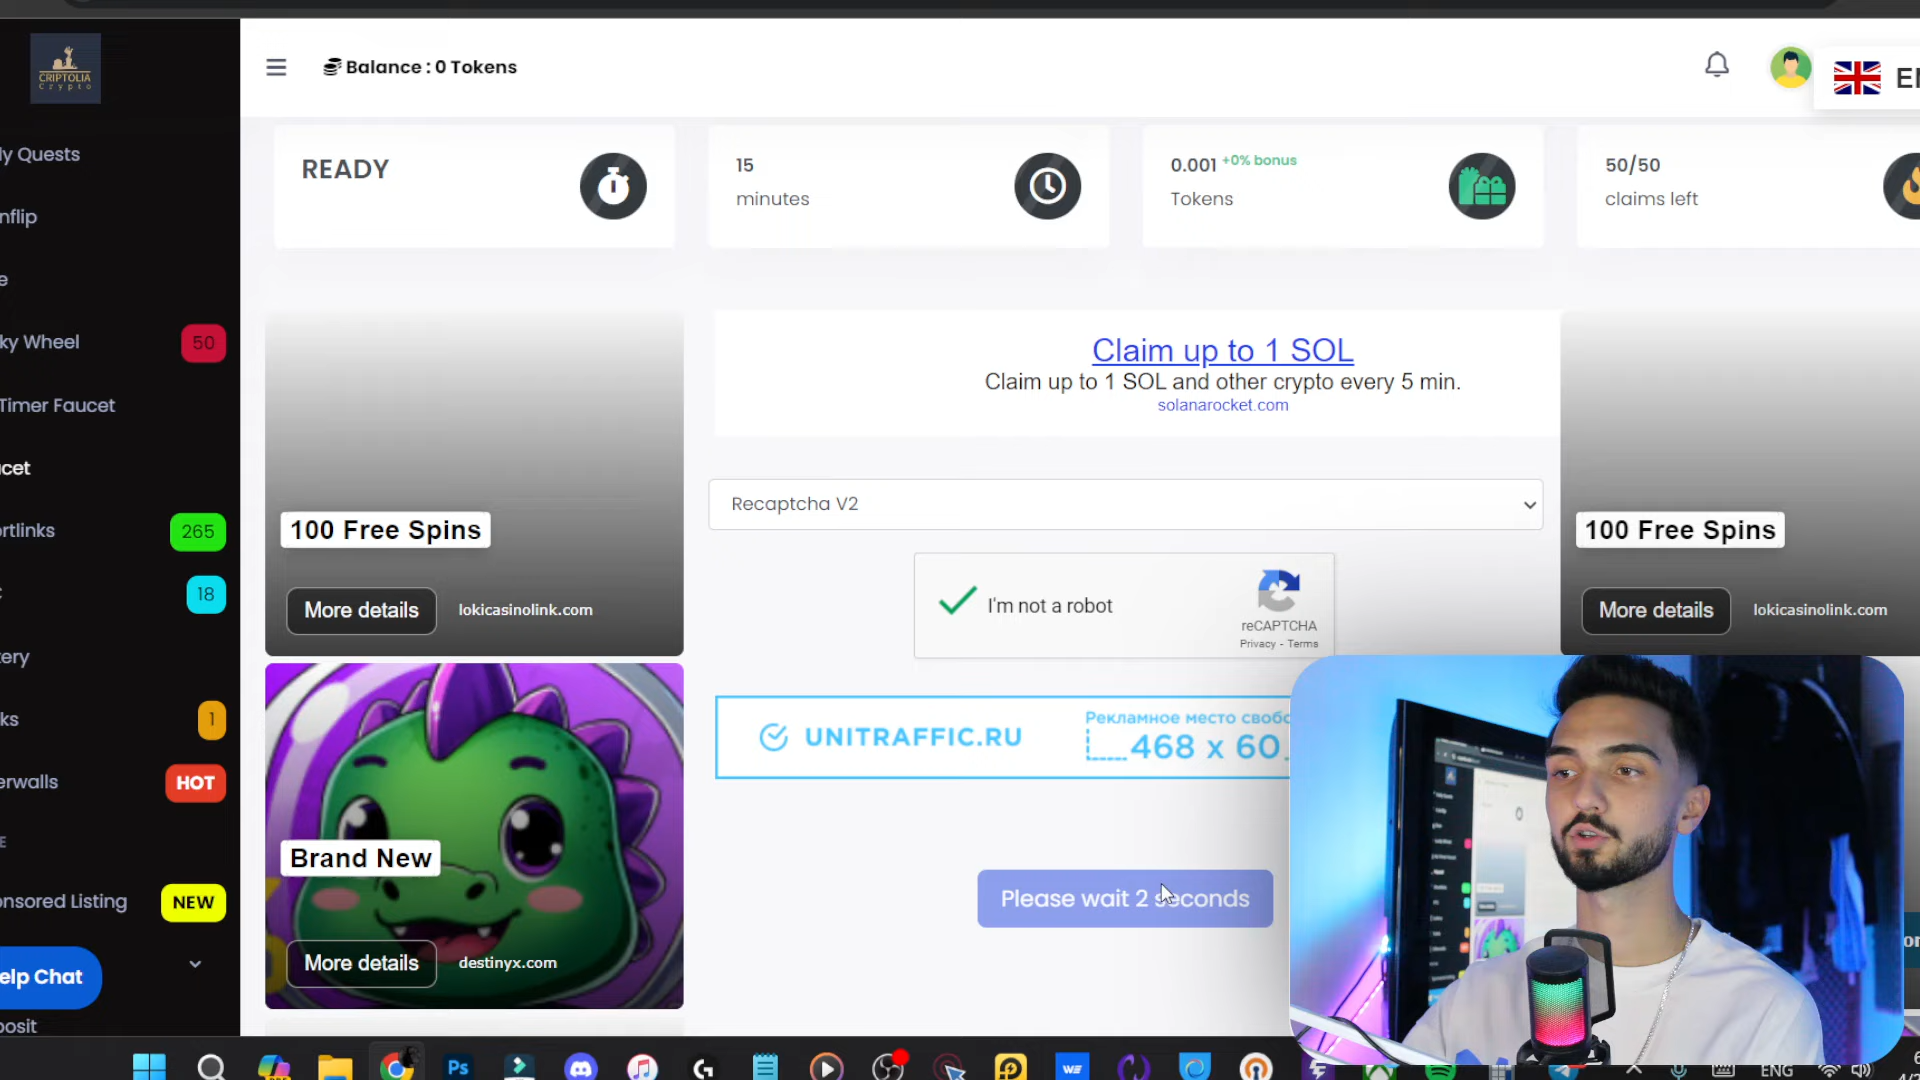 CRIPTOLIA
Crypto
Balance : 0 Tokens
EN
ly Quests
nflip
e
ky Wheel
50
Timer Faucet
cet
rtlinks
265
18
ery
ks
1
erwalls
HOT
E
nsored Listing
NEW
elp Chat
posit
READY
15
minutes
0.001 +0% bonus
Tokens
50/50
claims left
100 Free Spins
More details
lokicasinolink.com
Brand New
More details
destinyx.com
Claim up to 1 SOL
Claim up to 1 SOL and other crypto every 5 min.
solanarocket.com
Recaptcha V2
I'm not a robot
reCAPTCHA
Privacy - Terms
UNITRAFFIC.RU
Рекламное место свобо
468 x 60
Please wait 2 seconds
100 Free Spins
More details
lokicasinolink.com
Ps
WE
ENG